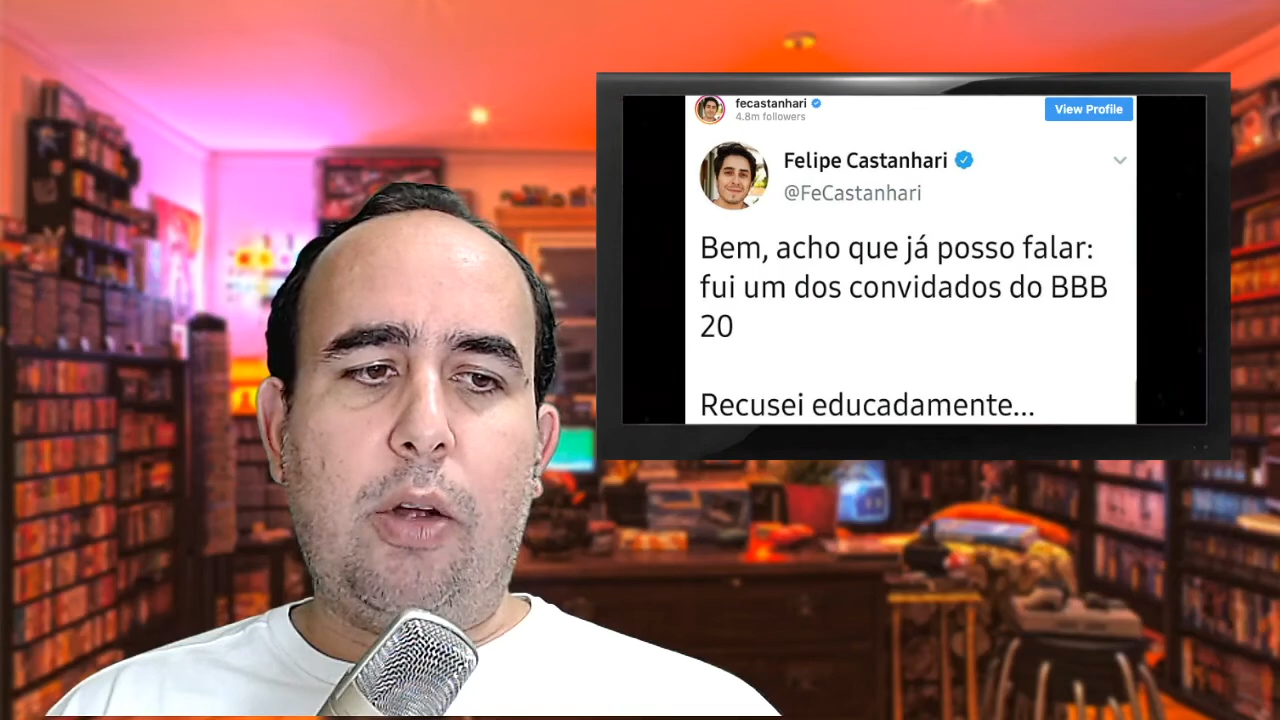 fecastanhari
4.8m followers
View Profile
Felipe Castanhari
@FeCastanhari
Bem, acho que já posso falar:
fui um dos convidados do BBB
20
Recusei educadamente...